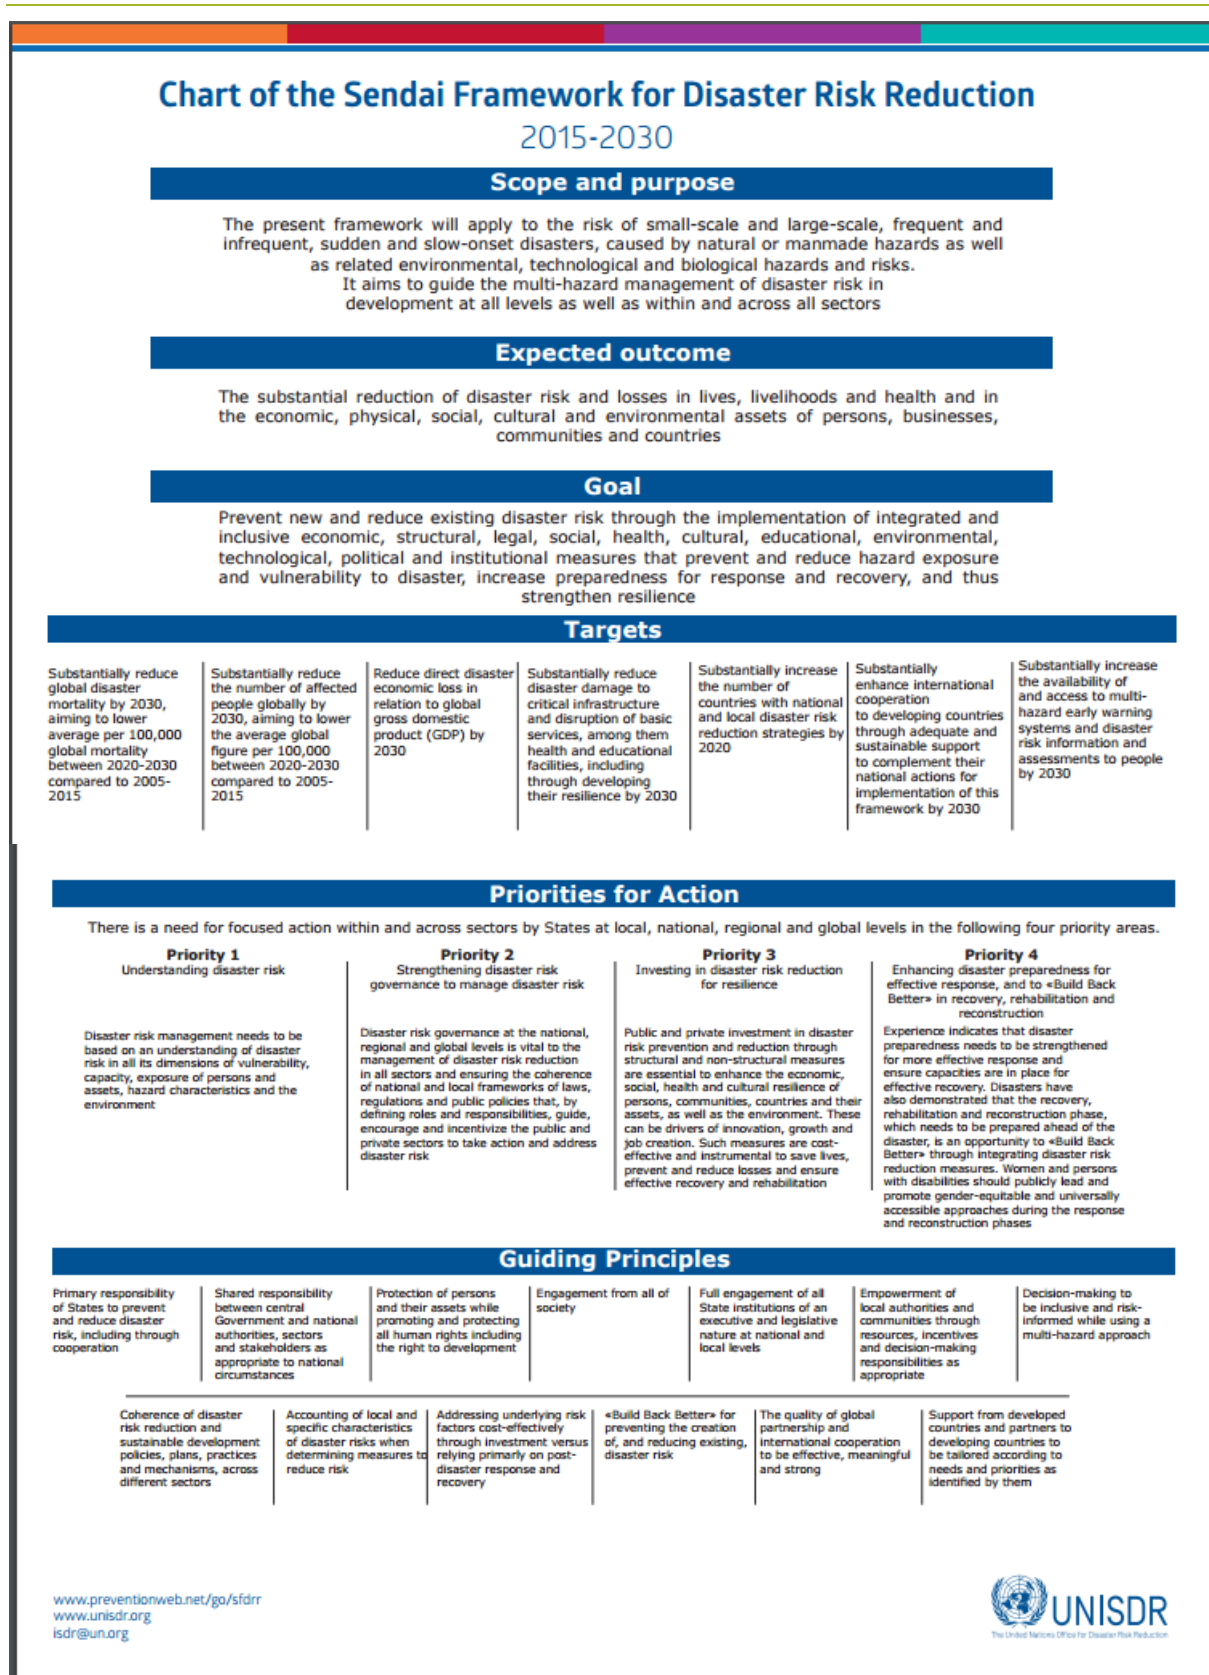 Chart of the Sendai Framework for Disaster Risk Reduction
2015-2030
Scope and purpose
The present framework will apply to the risk of small-scale and large-scale, frequent and
infrequent, sudden and slow-onset disasters, caused by natural or manmade hazards as well
as related environmental, technological and biological hazards and risks.
It aims to guide the multi-hazard management of disaster risk in
development at all levels as well as within and across all sectors
Expected outcome
The substantial reduction of disaster risk and losses in lives, livelihoods and health and in
the economic, physical, social, cultural and environmental assets of persons, businesses,
communities and countries
Goal
Prevent new and reduce existing disaster risk through the implementation of integrated and
inclusive economic, structural, legal, social, health, cultural, educational, environmental,
technological, political and institutional measures that prevent and reduce hazard exposure
and vulnerability to disaster, increase preparedness for response and recovery, and thus
strengthen resilience
Targets
Substantially reduce
global disaster
mortality by 2030,
aiming to lower
average per 100,000
global mortality
between 2020-2030
compared to 2005-
2015
Substantially reduce
the number of affected
people globally by
2030, aiming to lower
the average global
figure per 100,000
between 2020-2030
compared to 2005-
2015
Reduce direct disaster
economic loss in
relation to global
gross domestic
product (GDP) by
2030
Substantially reduce
disaster damage to
critical infrastructure
and disruption of basic
services, among them
health and educational
facilities, including
through developing
their resilience by 2030
Substantially increase
the number of
countries with national
and local disaster risk
reduction strategies by
2020
Substantially
enhance international
cooperation
to developing countries
through adequate and
sustainable support
to complement their
national actions for
implementation of this
framework by 2030
Substantially increase
the availability of
and access to multi-
hazard early warning
systems and disaster
risk information and
assessments to people
by 2030
Priorities for Action
There is a need for focused action within and across sectors by States at local, national, regional and global levels in the following four priority areas.
Priority 1
Understanding disaster risk
Disaster risk management needs to be
based on an understanding of disaster
risk in all its dimensions of vulnerability,
capacity, exposure of persons and
assets, hazard characteristics and the
environment
Priority 2
Strengthening disaster risk
governance to manage disaster risk
Disaster risk governance at the national,
regional and global levels is vital to the
management of disaster risk reduction
in all sectors and ensuring the coherence
of national and local frameworks of laws,
regulations and public policies that, by
defining roles and responsibilities, guide,
encourage and incentivize the public and
private sectors to take action and address
disaster risk
Priority 3
Investing in disaster risk reduction
for resilience
Public and private investment in disaster
risk prevention and reduction through
structural and non-structural measures
are essential to enhance the economic,
social, health and cultural resilience of
persons, communities, countries and their
assets, as well as the environment. These
can be drivers of innovation, growth and
job creation. Such measures are cost-
effective and instrumental to save lives,
prevent and reduce losses and ensure
effective recovery and rehabilitation
Priority 4
Enhancing disaster preparedness for
effective response, and to «Build Back
Better» in recovery, rehabilitation and
reconstruction
Experience indicates that disaster
preparedness needs to be strengthened
for more effective response and
ensure capacities are in place for
effective recovery. Disasters have
also demonstrated that the recovery,
rehabilitation and reconstruction phase,
which needs to be prepared ahead of the
disaster, is an opportunity to «Build Back
Better» through integrating disaster risk
reduction measures. Women and persons
with disabilities should publicly lead and
promote gender-equitable and universally
accessible approaches during the response
and reconstruction phases
Guiding Principles
Primary responsibility
of States to prevent
and reduce disaster
risk, including through
cooperation
Shared responsibility
between central
Government and national
authorities, sectors
and stakeholders as
appropriate to national
circumstances
Protection of persons
and their assets while
promoting and protecting
all human rights including
the right to development
Engagement from all of
society
Full engagement of all
State institutions of an
executive and legislative
nature at national and
local levels
Empowerment of
local authorities and
communities through
resources, incentives
and decision-making
responsibilities as
appropriate
Decision-making to
be inclusive and risk-
informed while using a
multi-hazard approach
Coherence of disaster
risk reduction and
sustainable development
policies, plans, practices
and mechanisms, across
different sectors
Accounting of local and
specific characteristics
of disaster risks when
determining measures to
reduce risk
Addressing underlying risk
factors cost-effectively
through investment versus
relying primarily on post-
disaster response and
recovery
«Build Back Better» for
preventing the creation
of, and reducing existing,
disaster risk
The quality of global
partnership and
international cooperation
to be effective, meaningful
and strong
Support from developed
countries and partners to
developing countries to
be tailored according to
needs and priorities as
identified by them
www.preventionweb.net/go/sfdrr
www.unisdr.org
isdr@un.org
UNISDR
The United Nations Office for Disaster Risk Reduction